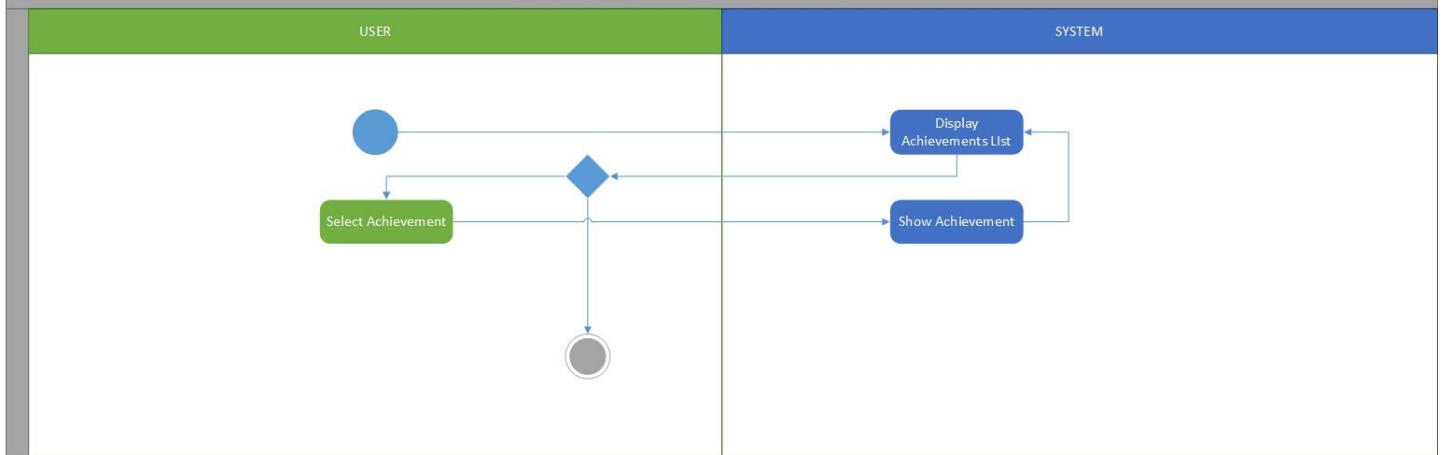 USER
SYSTEM
Display
Achievements LIst
Select Achievement
Show Achievement